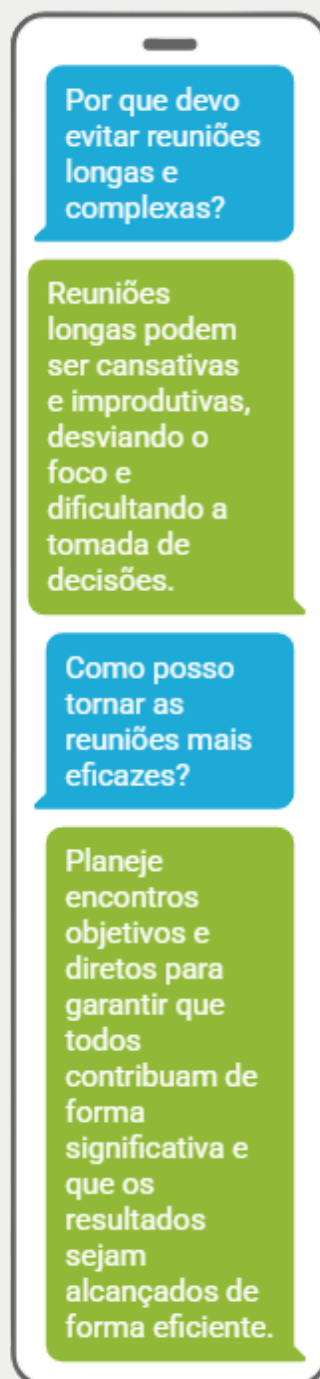 Por que devo
evitar reuniões
longas e
complexas?
Reuniões
longas podem
ser cansativas
e improdutivas,
desviando o
foco e
dificultando a
tomada de
decisões.
Como posso
tornar as
reuniões mais
eficazes?
Planeje
encontros
objetivos e
diretos para
garantir que
todos
contribuam de
forma
significativa e
que os
resultados
sejam
alcançados de
forma eficiente.